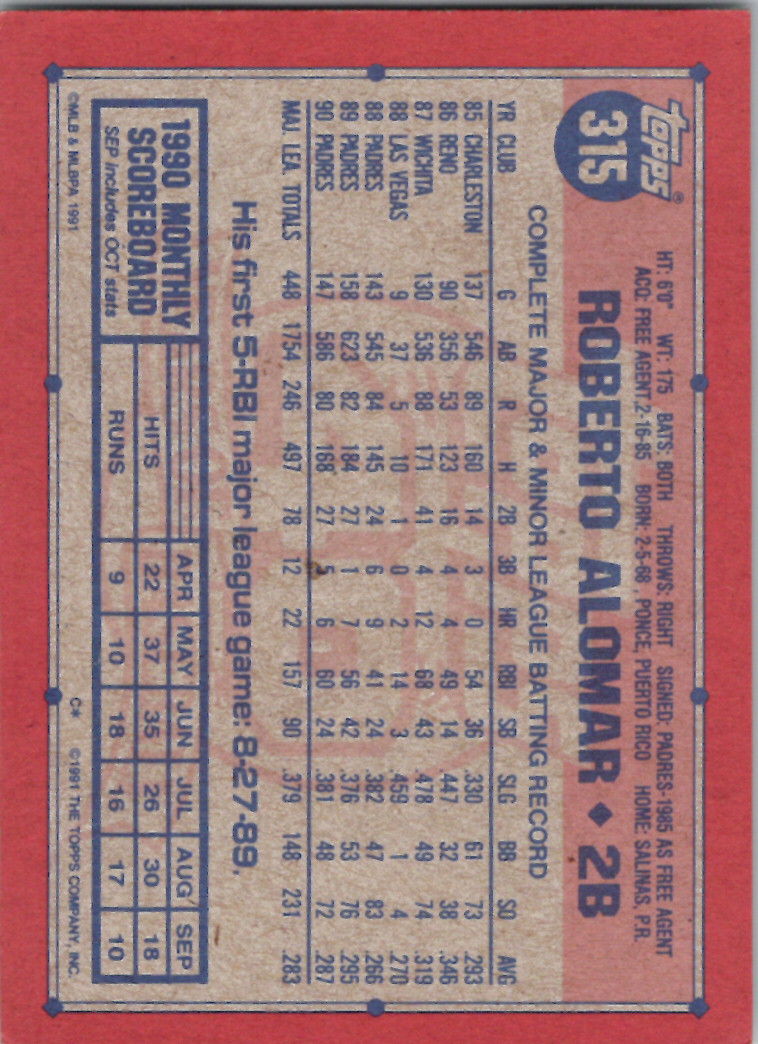 topps®
315
HT: 6'0" WT: 175 BATS: BOTH THROWS: RIGHT SIGNED: PADRES-1985 AS FREE AGENT
ACQ: FREE AGENT, 2-16-85 BORN: 2-5-68, PONCE, PUERTO RICO HOME: SALINAS, P.R.
ROBERTO ALOMAR ♦ 2B
COMPLETE MAJOR & MINOR LEAGUE BATTING RECORD
YR CLUB G AB R H 2B 3B HR RBI SB SLG BB SO AVG
85 CHARLESTON 137 546 89 160 14 3 0 54 36 .330 61 73 .293
86 RENO 90 356 53 123 16 4 4 49 14 .447 32 38 .346
87 WICHITA 130 536 88 171 41 4 12 68 43 .478 49 74 .319
88 LAS VEGAS 9 37 5 10 1 0 2 14 3 .459 1 4 .270
88 PADRES 143 545 84 145 24 6 9 41 24 .382 47 83 .266
89 PADRES 158 623 82 184 27 1 7 56 42 .376 53 76 .295
90 PADRES 147 586 80 168 27 5 6 60 24 .381 48 72 .287
MAJ. LEA. TOTALS 448 1754 246 497 78 12 22 157 90 .379 148 231 .283
His first 5-RBI major league game: 8-27-89.
1990 MONTHLY
SCOREBOARD
SEP includes OCT stats
APR MAY JUN JUL AUG SEP
HITS 22 37 35 26 30 18
RUNS 9 10 18 16 17 10
©MLB & MLBPA 1991
C* ©1991 THE TOPPS COMPANY, INC.